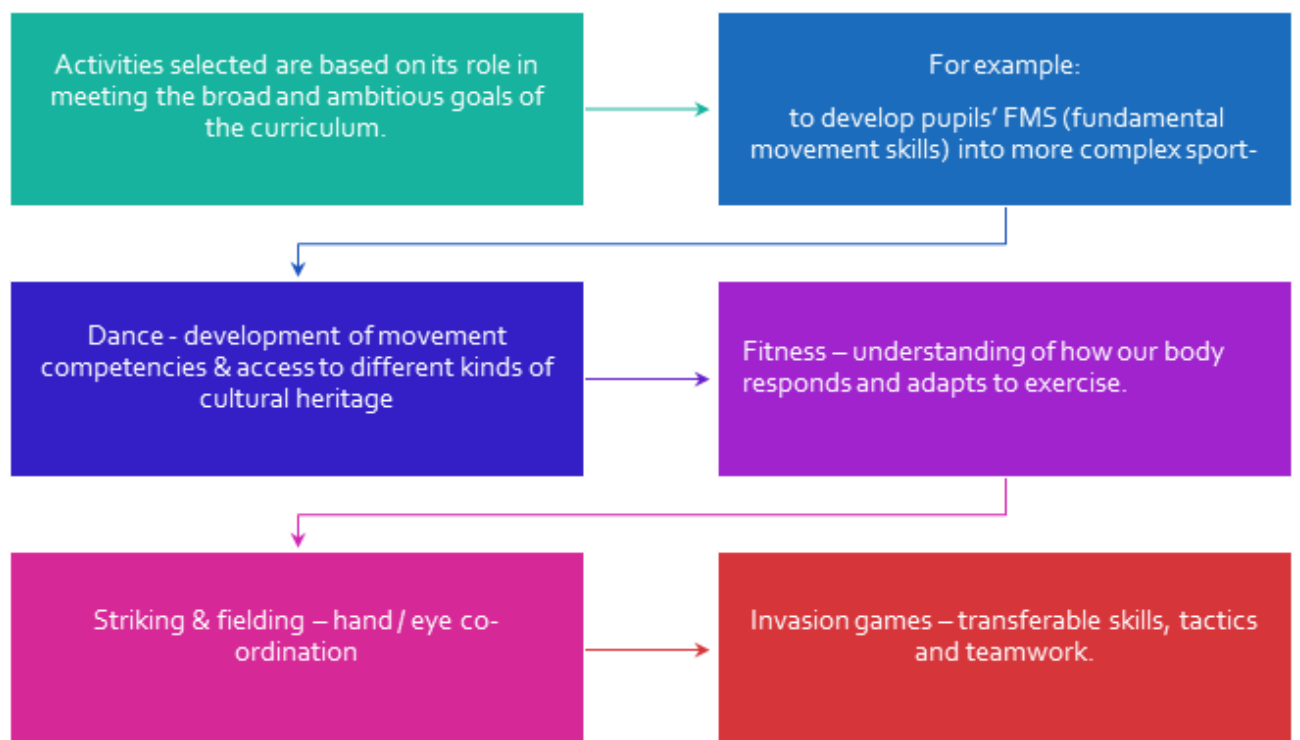 Activities selected are based on its role in
meeting the broad and ambitious goals of
the curriculum.
For example:
to develop pupils’ FMS (fundamental
movement skills) into more complex sport-
Dance - development of movement
competencies & access to different kinds of
cultural heritage
Fitness – understanding of how our body
responds and adapts to exercise.
Striking & fielding – hand / eye co-
ordination
Invasion games – transferable skills, tactics
and teamwork.